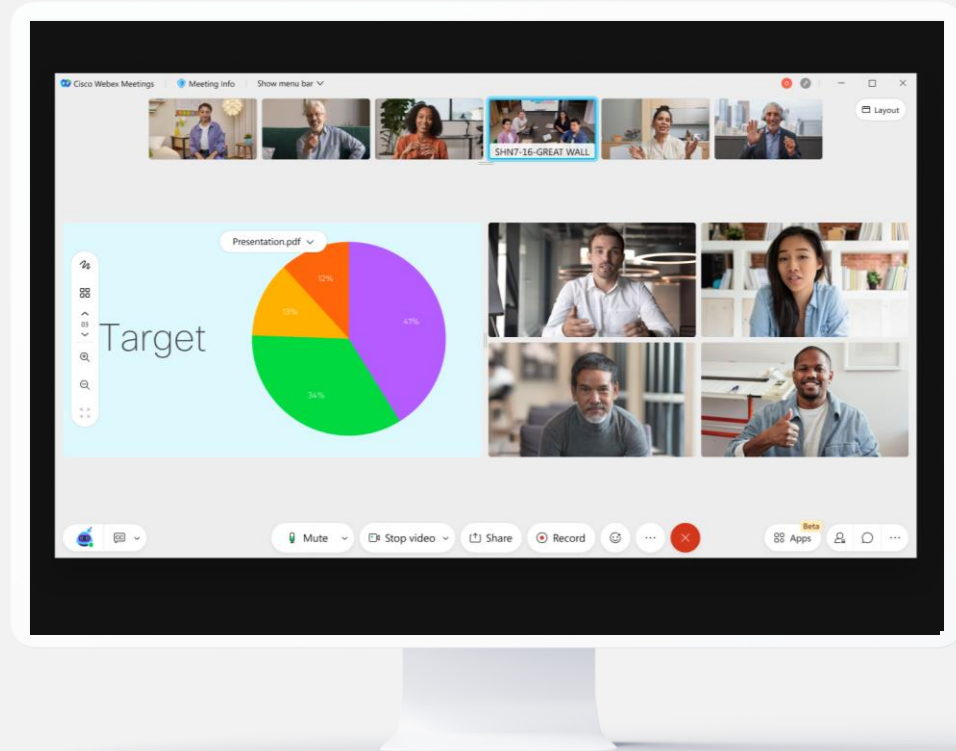 Cisco Webex Meetings Meeting Info Show menu bar
Layout
SHN7-16-GREAT WALL
Presentation.pdf
03
Target
12%
13%
41%
34%
Mute Stop video Share Record Apps
Beta